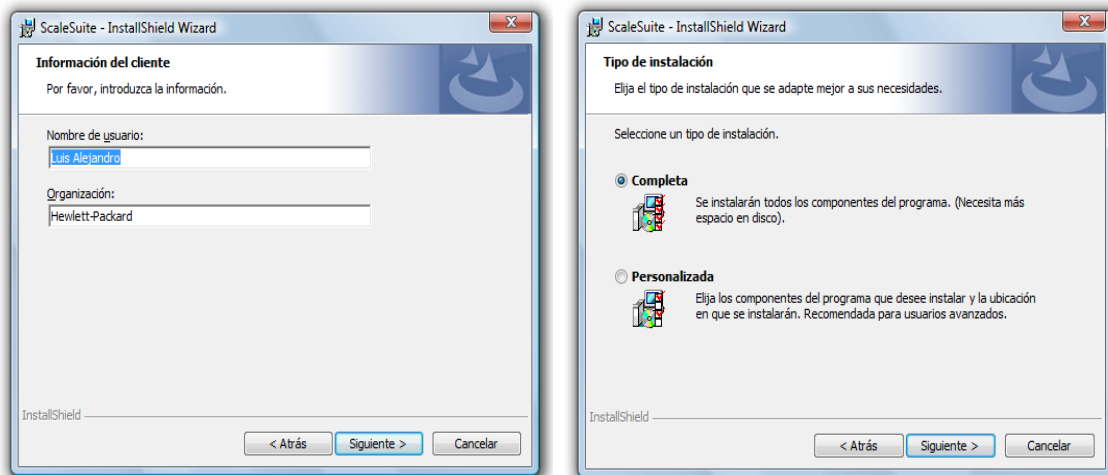 ScaleSuite - InstallShield Wizard
Información del cliente
Por favor, introduzca la información.
Nombre de usuario:
Luis Alejandro
Organización:
Hewlett-Packard
InstallShield
< Atrás
Siguiente >
Cancelar
ScaleSuite - InstallShield Wizard
Tipo de instalación
Elija el tipo de instalación que se adapte mejor a sus necesidades.
Seleccione un tipo de instalación.
Completa
Se instalarán todos los componentes del programa. (Necesita más
espacio en disco).
Personalizada
Elija los componentes del programa que desee instalar y la ubicación
en que se instalarán. Recomendada para usuarios avanzados.
InstallShield
< Atrás
Siguiente >
Cancelar